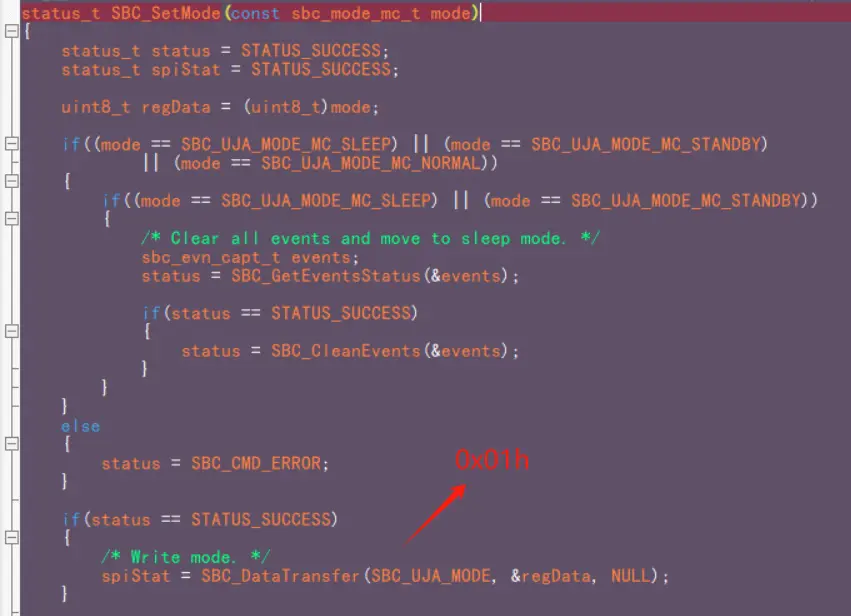 status_t SBC_SetMode(const sbc_mode_mc_t mode)
{
status_t status = STATUS_SUCCESS;
status_t spiStat = STATUS_SUCCESS;
uint8_t regData = (uint8_t)mode;
if((mode == SBC_UJA_MODE_MC_SLEEP) || (mode == SBC_UJA_MODE_MC_STANDBY)
|| (mode == SBC_UJA_MODE_MC_NORMAL))
{
if((mode == SBC_UJA_MODE_MC_SLEEP) || (mode == SBC_UJA_MODE_MC_STANDBY))
{
/* Clear all events and move to sleep mode. */
sbc_evn_capt_t events;
status = SBC_GetEventsStatus(&events);
if(status == STATUS_SUCCESS)
{
status = SBC_CleanEvents(&events);
}
}
}
else
{
status = SBC_CMD_ERROR;
}
0x01h
if(status == STATUS_SUCCESS)
{
/* Write mode. */
spiStat = SBC_DataTransfer(SBC_UJA_MODE, &regData, NULL);
}